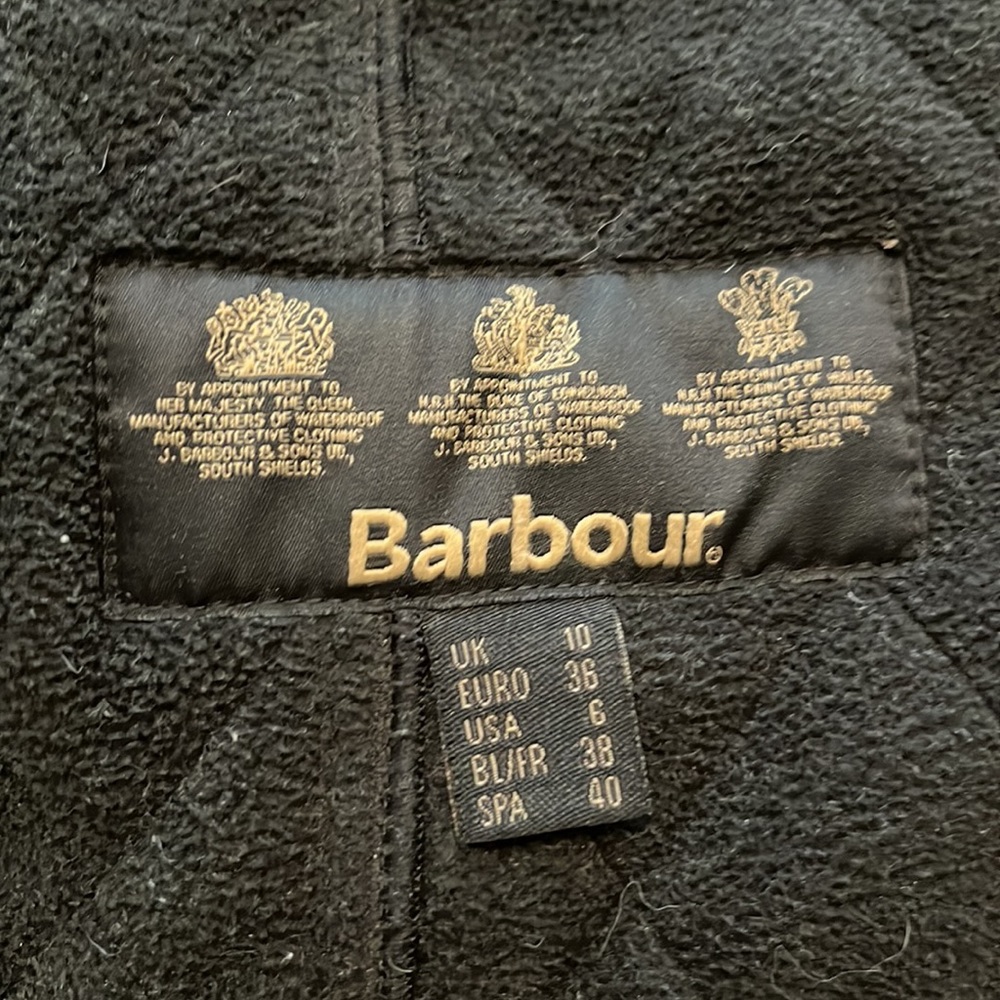 BY APPOINTMENT TO
HER MAJESTY THE QUEEN
MANUFACTURERS OF WATERPROOF
AND PROTECTIVE CLOTHING
J. BARBOUR & SONS LTD.,
SOUTH SHIELDS.
BY APPOINTMENT TO
H.R.H THE DUKE OF EDINBURGH
MANUFACTURERS OF WATERPROOF
AND PROTECTIVE CLOTHING
J. BARBOUR & SONS LTD.,
SOUTH SHIELDS.
BY APPOINTMENT TO
H.R.H THE PRINCE OF WALES
MANUFACTURERS OF WATERPROOF
AND PROTECTIVE CLOTHING
J. BARBOUR & SONS LTD.,
SOUTH SHIELDS.
Barbour®
UK 10
EURO 36
USA 6
BL/FR 38
SPA 40